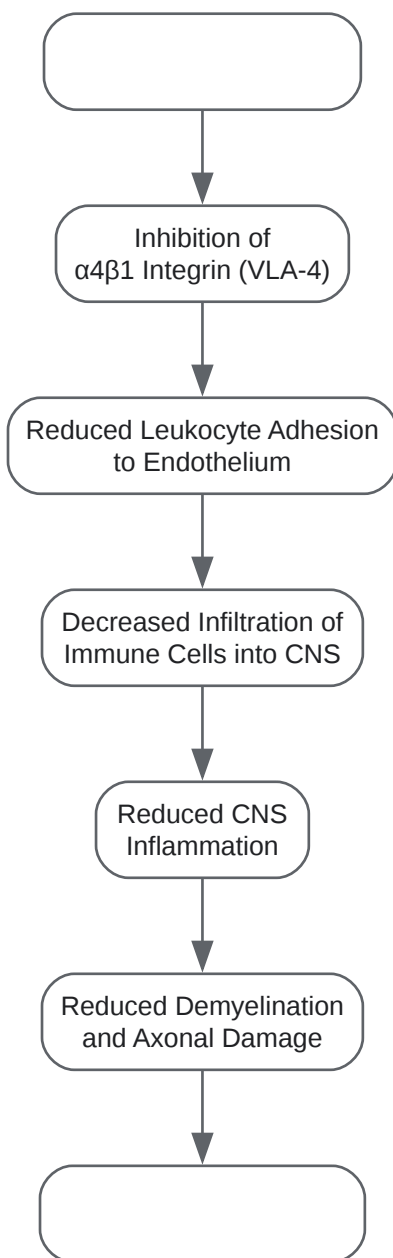 Inhibition of
α4β1 Integrin (VLA-4)
Reduced Leukocyte Adhesion
to Endothelium
Decreased Infiltration of
Immune Cells into CNS
Reduced CNS
Inflammation
Reduced Demyelination
and Axonal Damage